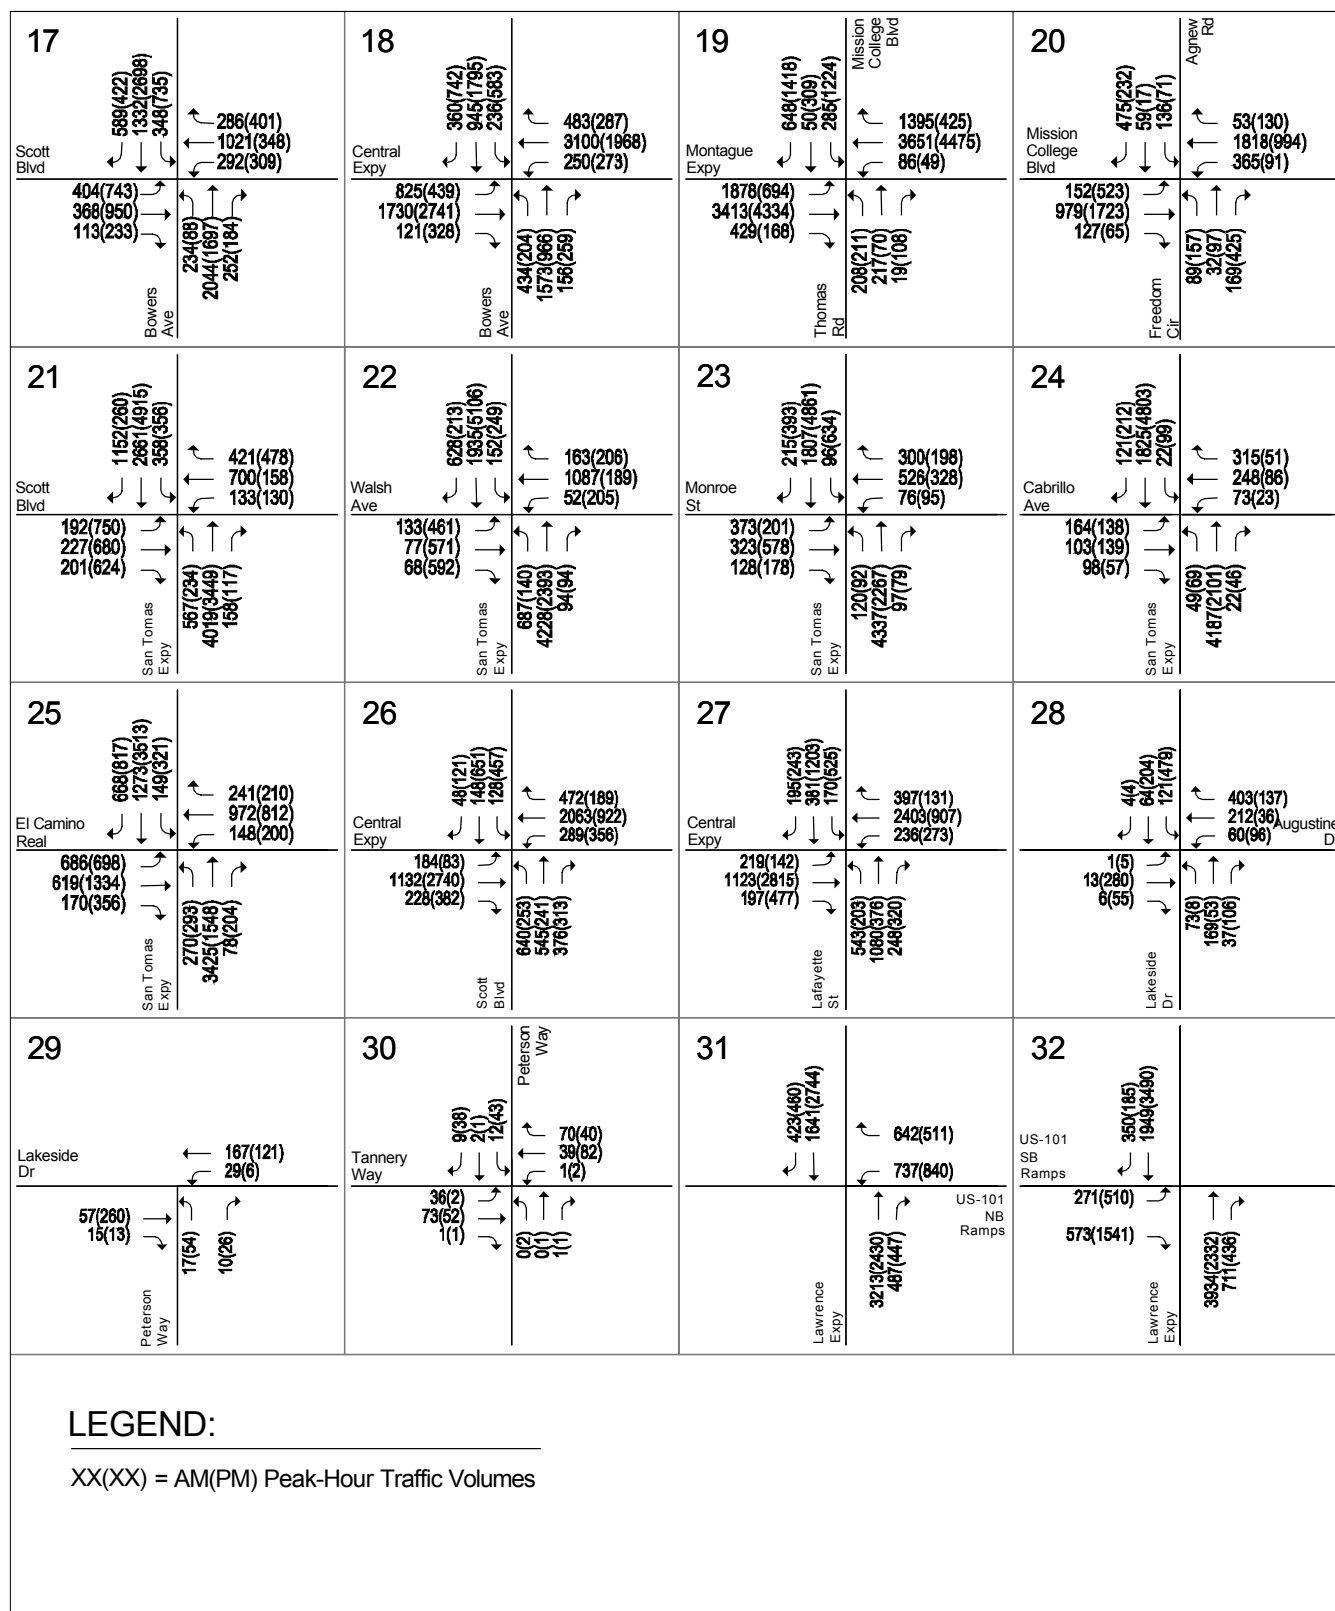 17
589(422)
1332(2698)
348(735)
286(401)
1021(348)
292(309)
Scott
Blvd
404(743)
368(950)
113(233)
234(88)
2044(1697)
252(184)
Bowers
Ave
18
360(742)
945(1795)
236(583)
483(287)
3100(1968)
250(273)
Central
Expy
825(439)
1730(2741)
121(328)
434(204)
1573(966)
156(259)
Bowers
Ave
19
Mission
College
Blvd
648(1418)
50(309)
285(1224)
1395(425)
3651(4475)
86(49)
Montague
Expy
1878(694)
3413(4334)
429(168)
208(211)
217(70)
19(108)
Thomas
Rd
20
Agnew
Rd
475(232)
59(17)
136(71)
53(130)
1818(994)
365(91)
Mission
College
Blvd
152(523)
979(1723)
127(65)
89(157)
32(97)
169(425)
Freedom
Cir
21
1152(260)
2661(4915)
358(356)
421(478)
700(158)
133(130)
Scott
Blvd
192(750)
227(680)
201(624)
567(234)
4019(3449)
158(117)
San Tomas
Expy
22
628(213)
1935(5106)
152(249)
163(206)
1087(189)
52(205)
Walsh
Ave
133(461)
77(571)
68(592)
687(140)
4228(2393)
94(94)
San Tomas
Expy
23
215(393)
1807(4861)
96(634)
300(198)
526(328)
76(95)
Monroe
St
373(201)
323(578)
128(178)
120(92)
4337(2267)
97(79)
San Tomas
Expy
24
121(212)
1825(4803)
22(99)
315(51)
248(86)
73(23)
Cabrillo
Ave
164(138)
103(139)
98(57)
49(69)
4187(2101)
22(46)
San Tomas
Expy
25
668(817)
1273(3513)
149(321)
241(210)
972(812)
148(200)
El Camino
Real
686(698)
619(1334)
170(356)
270(293)
3425(1548)
78(204)
San Tomas
Expy
26
48(121)
148(651)
128(457)
472(189)
2063(922)
289(356)
Central
Expy
184(83)
1132(2740)
228(382)
640(253)
545(241)
376(313)
Scott
Blvd
27
195(243)
381(1203)
170(525)
397(131)
2403(907)
236(273)
Central
Expy
219(142)
1123(2815)
197(477)
543(203)
1080(376)
248(320)
Lafayette
St
28
4(4)
64(204)
121(479)
403(137)
212(36)
60(96)
Augustine
D
1(5)
13(280)
6(55)
73(8)
169(53)
37(106)
Lakeside
Dr
29
167(121)
29(6)
Lakeside
Dr
57(260)
15(13)
17(54)
10(26)
Peterson
Way
30
Peterson
Way
9(38)
2(1)
12(43)
70(40)
39(82)
1(2)
Tannery
Way
36(2)
73(52)
1(1)
0(2)
0(1)
1(1)
31
423(460)
1641(2744)
642(511)
737(840)
US-101
NB
Ramps
3213(2430)
487(447)
Lawrence
Expy
32
350(185)
1949(3490)
US-101
SB
Ramps
271(510)
573(1541)
3934(2332)
711(436)
Lawrence
Expy
LEGEND:
XX(XX) = AM(PM) Peak-Hour Traffic Volumes